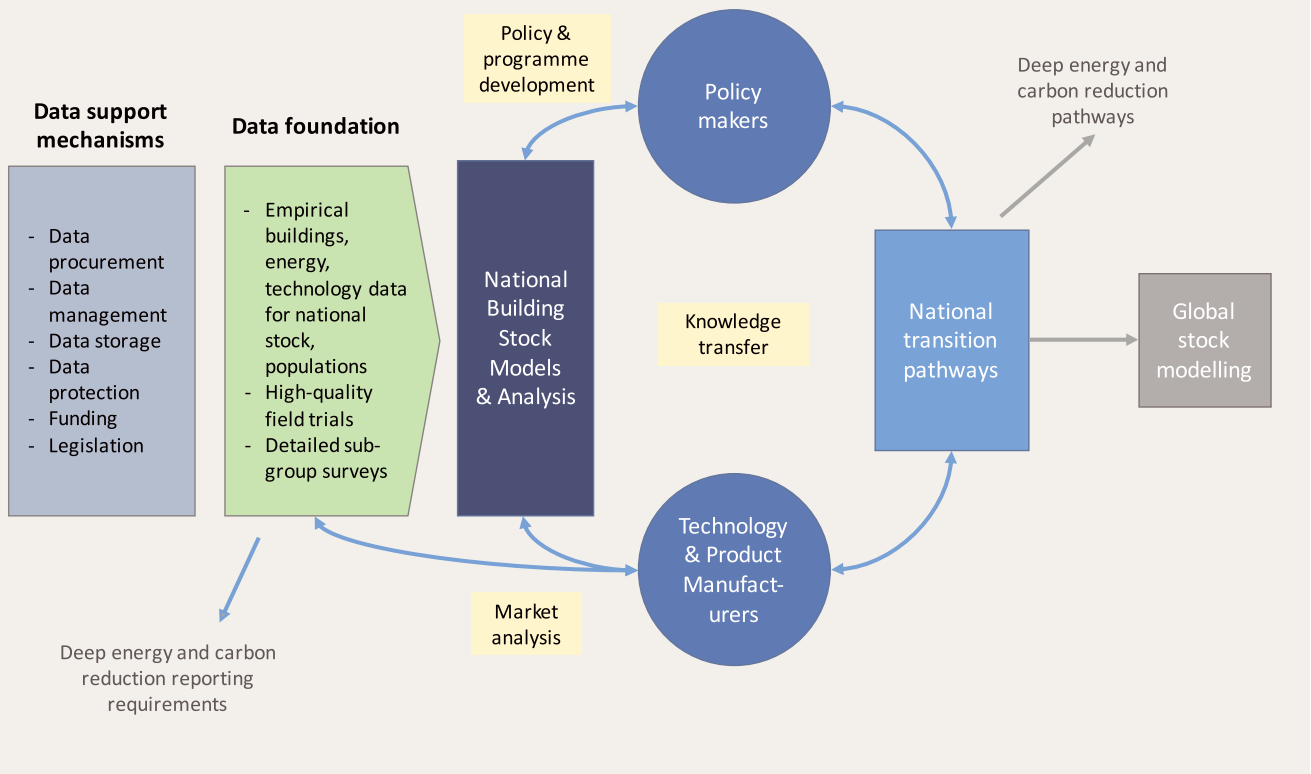 Data support
mechanisms
- Data
procurement
- Data
management
- Data storage
- Data
protection
- Funding
- Legislation
Data foundation
- Empirical
buildings,
energy,
technology data
for national
stock,
populations
- High-quality
field trials
- Detailed sub-
group surveys
Deep energy and carbon
reduction reporting
requirements
Policy &
programme
development
National
Building
Stock
Models
& Analysis
Market
analysis
Policy
makers
Knowledge
transfer
Technology
& Product
Manufact-
urers
Deep energy and
carbon reduction
pathways
National
transition
pathways
Global
stock
modelling